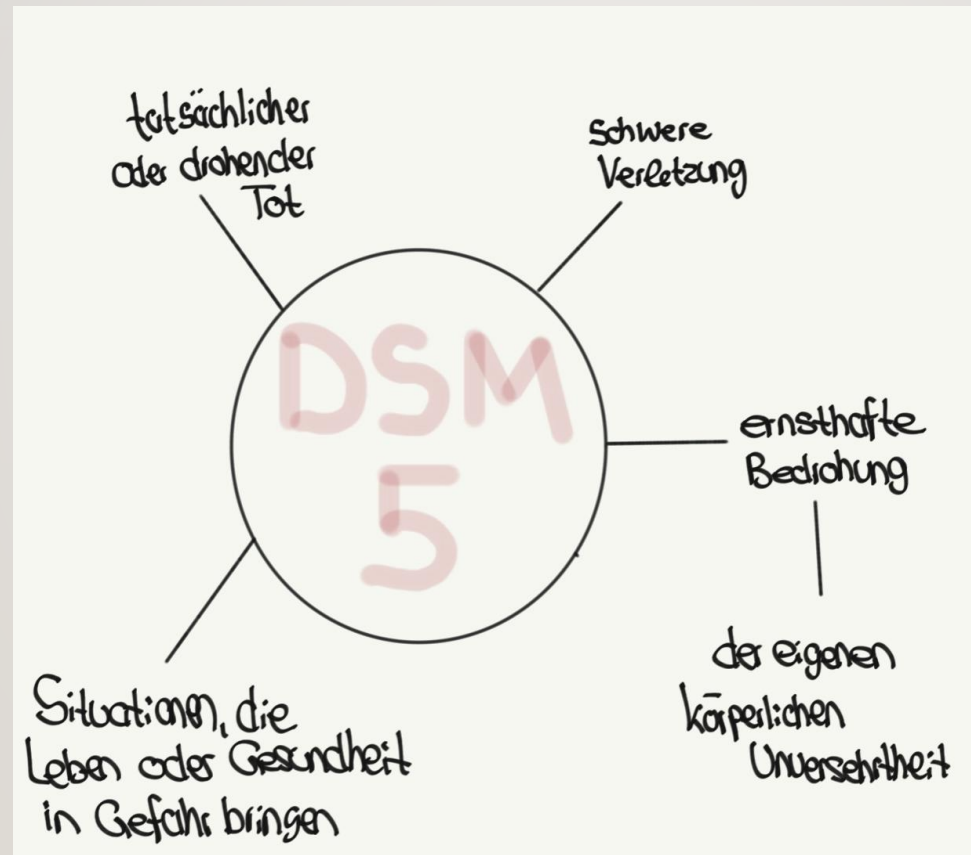 tatsächlicher
oder drohender
Tot
Schwere
Verletzung
DSM
5
ernsthafte
Bedrohung
der eigenen
körperlichen
Unversehrtheit
Situationen, die
Leben oder Gesundheit
in Gefahr bringen